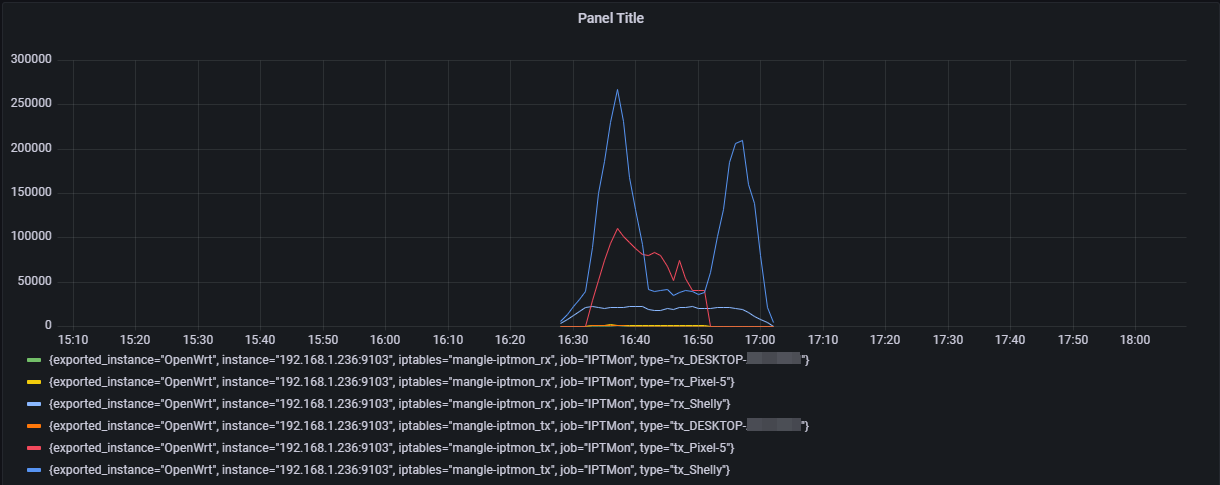 Panel Title
300000
250000
200000
150000
100000
50000
0
15:10 15:20 15:30 15:40 15:50 16:00 16:10 16:20 16:30 16:40 16:50 17:00 17:10 17:20 17:30 17:40 17:50 18:00
{exported_instance="OpenWrt", instance="192.168.1.236:9103", iptables="mangle-iptmon_rx", job="IPTMon", type="rx_DESKTOP- "}
{exported_instance="OpenWrt", instance="192.168.1.236:9103", iptables="mangle-iptmon_rx", job="IPTMon", type="rx_Pixel-5"}
{exported_instance="OpenWrt", instance="192.168.1.236:9103", iptables="mangle-iptmon_rx", job="IPTMon", type="rx_Shelly"}
{exported_instance="OpenWrt", instance="192.168.1.236:9103", iptables="mangle-iptmon_tx", job="IPTMon", type="tx_DESKTOP- "}
{exported_instance="OpenWrt", instance="192.168.1.236:9103", iptables="mangle-iptmon_tx", job="IPTMon", type="tx_Pixel-5"}
{exported_instance="OpenWrt", instance="192.168.1.236:9103", iptables="mangle-iptmon_tx", job="IPTMon", type="tx_Shelly"}